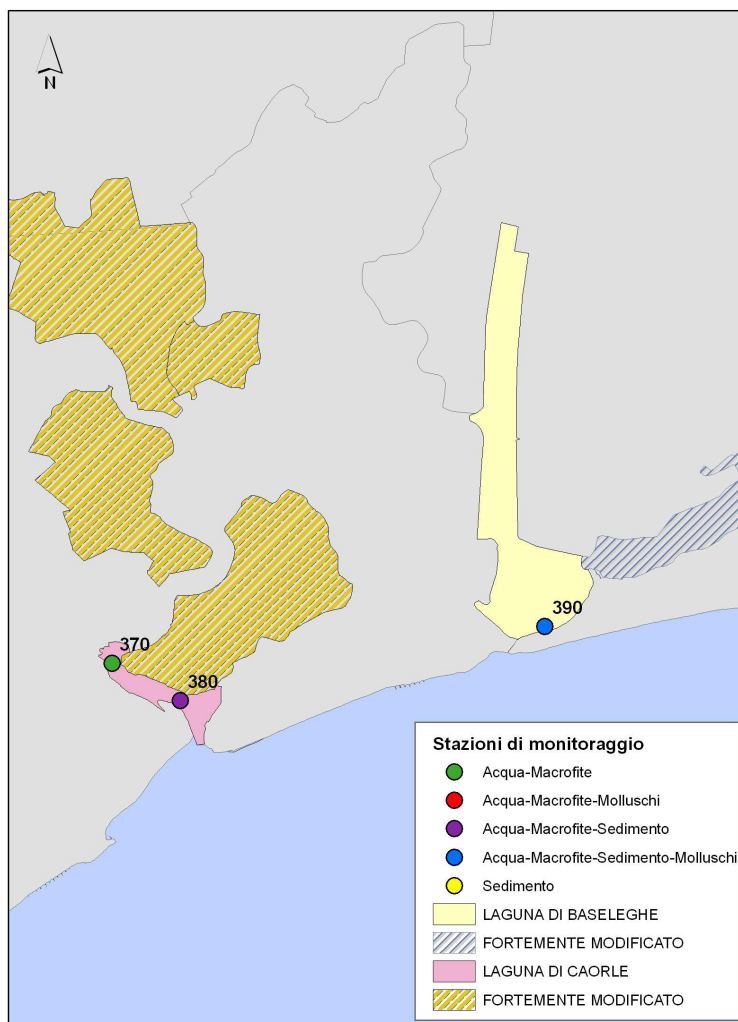 N
370
380
390
Stazioni di monitoraggio
Acqua-Macrofite
Acqua-Macrofite-Molluschi
Acqua-Macrofite-Sedimento
Acqua-Macrofite-Sedimento-Molluschi
Sedimento
LAGUNA DI BASELEGHE
FORTEMENTE MODIFICATO
LAGUNA DI CAORLE
FORTEMENTE MODIFICATO